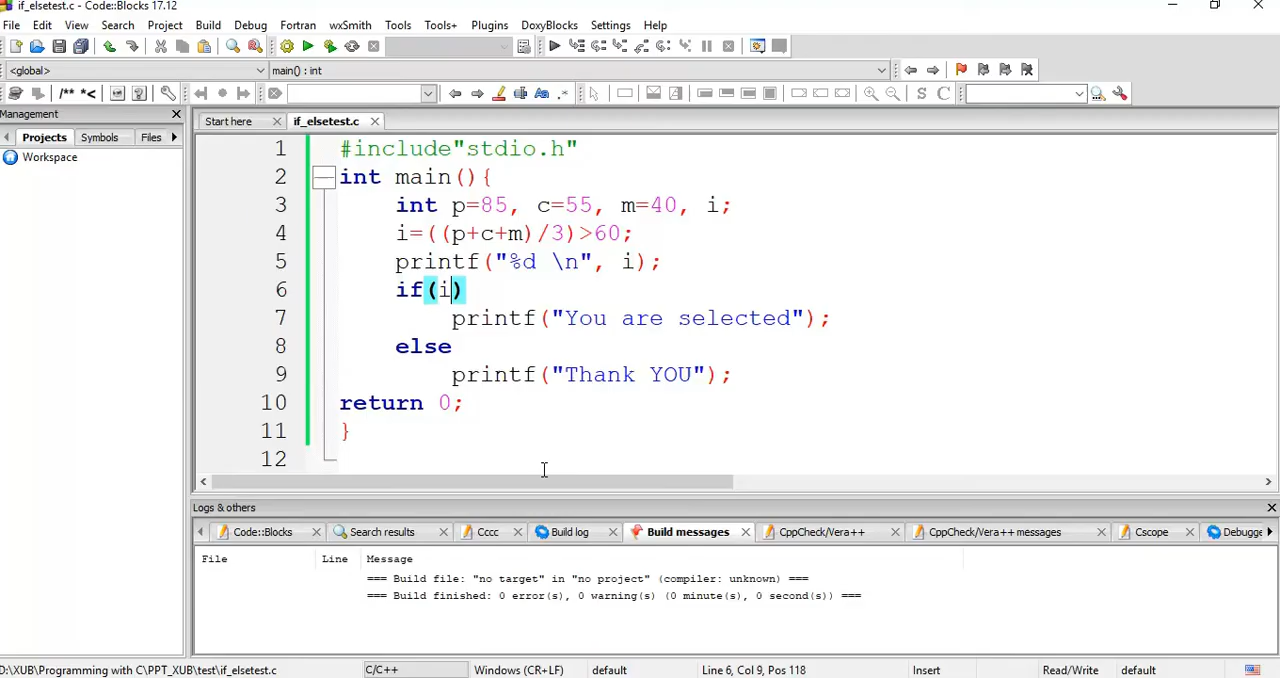 if_elsetest.c - Code::Blocks 17.12
File Edit View Search Project Build Debug Fortran wxSmith Tools Tools+ Plugins DoxyBlocks Settings Help
<global> main() : int
/** *< Aa .* S C
Management Start here if_elsetest.c
Projects Symbols Files
Workspace
1 #include"stdio.h"
2 int main(){
3 int p=85, c=55, m=40, i;
4 i=((p+c+m)/3)>60;
5 printf("%d \n", i);
6 if(i)
7 printf("You are selected");
8 else
9 printf("Thank YOU");
10 return 0;
11 }
12
Logs & others
Code::Blocks Search results Cccc Build log Build messages CppCheck/Vera++ CppCheck/Vera++ messages Cscope Debugge
File Line Message
=== Build file: "no target" in "no project" (compiler: unknown) ===
=== Build finished: 0 error(s), 0 warning(s) (0 minute(s), 0 second(s)) ===
D:\XUB\Programming with C\PPT_XUB\test\if_elsetest.c C/C++ Windows (CR+LF) default Line 6, Col 9, Pos 118 Insert Read/Write default